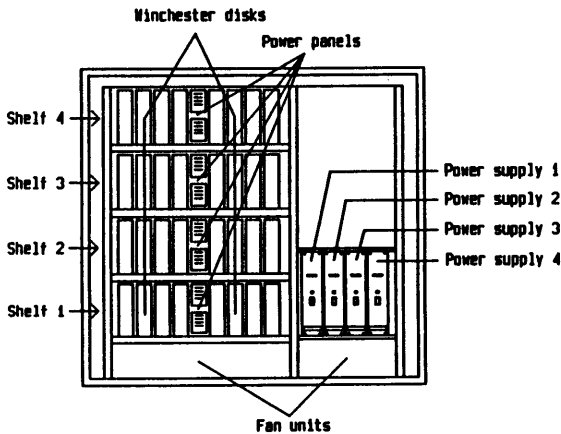 Winchester disks
Power panels
Shelf 4
Shelf 3
Shelf 2
Shelf 1
Power supply 1
Power supply 2
Power supply 3
Power supply 4
Fan units